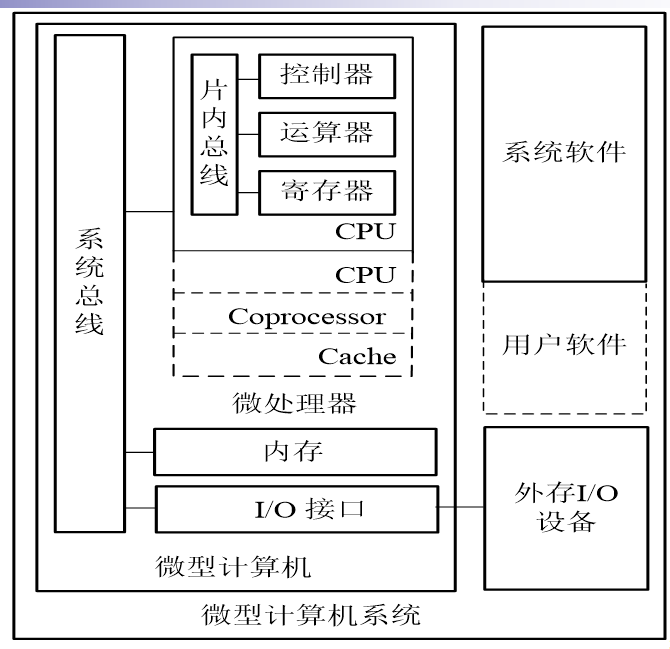 系统总线
片内总线
控制器
运算器
寄存器
CPU
CPU
Coprocessor
Cache
微处理器
内存
I/O 接口
微型计算机
系统软件
用户软件
外存I/O
设备
微型计算机系统